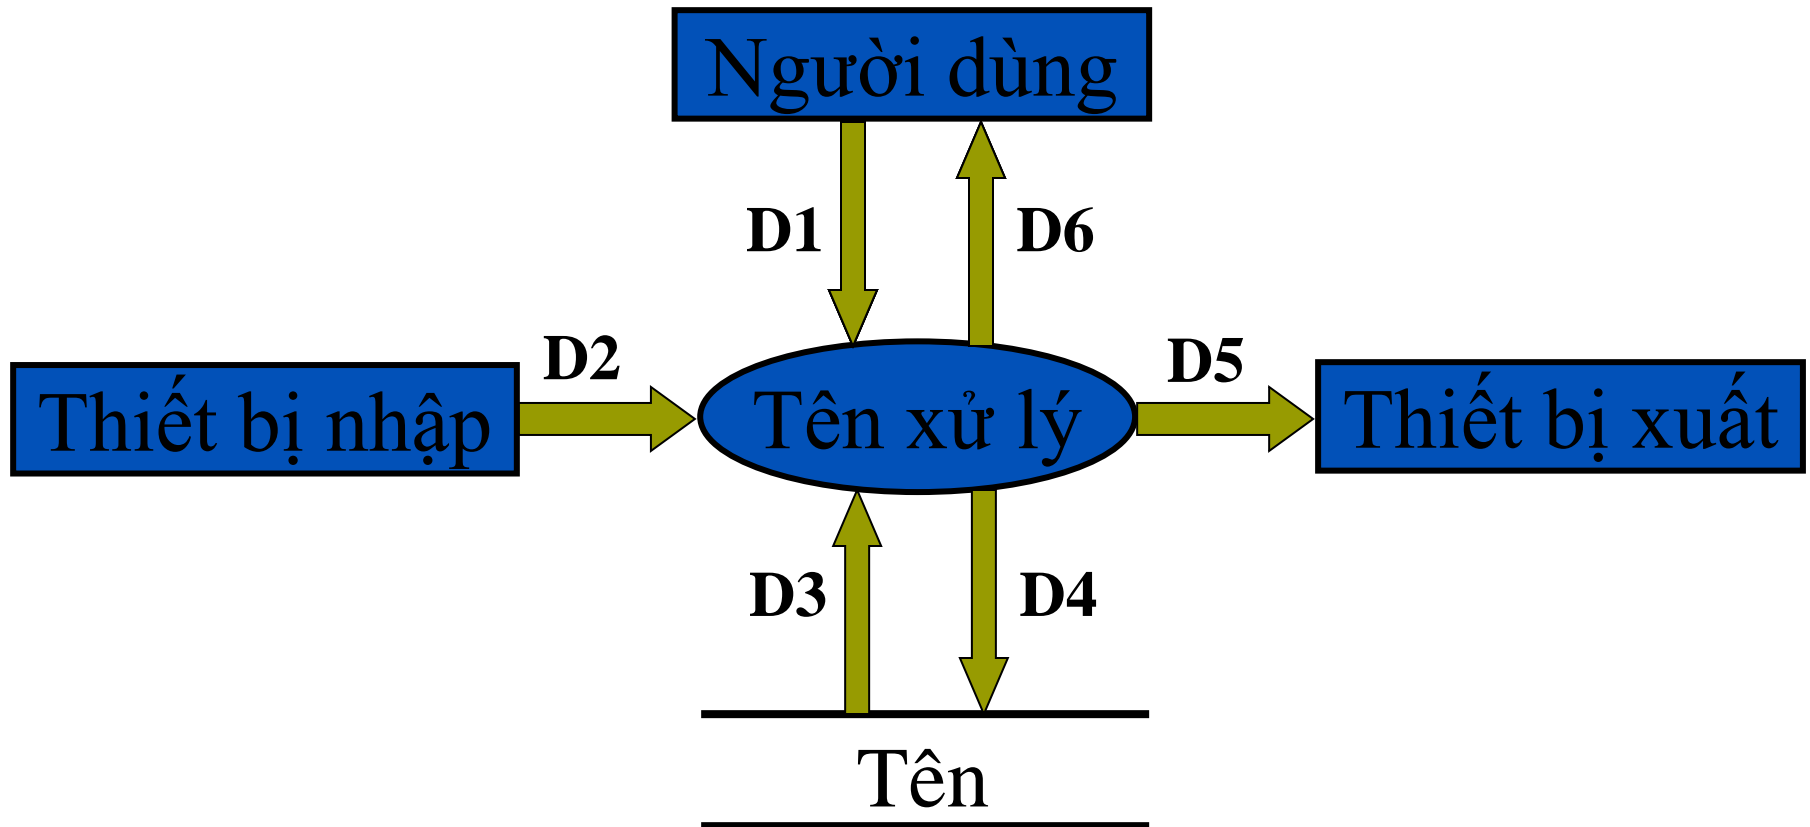 Người dùng
D1
D6
D2
D5
Thiết bị nhập
Tên xử lý
Thiết bị xuất
D3
D4
Tên